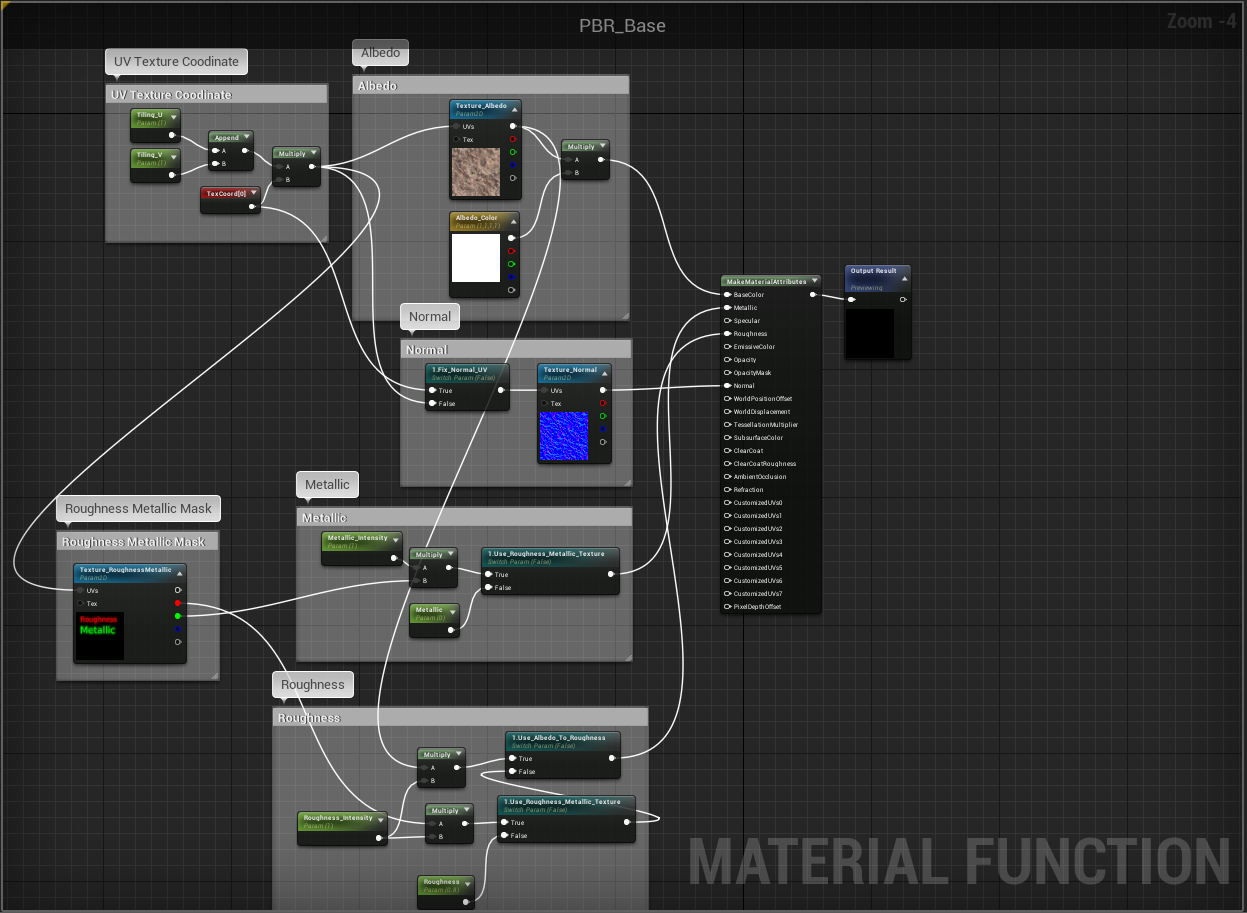 PBR_Base
Zoom -4
UV Texture Coodinate
UV Texture Coodinate
Tiling_U
Param (1)
Tiling_V
Param (1)
Append
A
B
Multiply
A
B
TexCoord[0]
Albedo
Albedo
Texture_Albedo
Param2D
UVs
Tex
Multiply
A
B
Albedo_Color
Param (1,1,1,1)
Normal
Normal
1.Fix_Normal_UV
Switch Param (False)
True
False
Texture_Normal
Param2D
UVs
Tex
MakeMaterialAttributes
BaseColor
Metallic
Specular
Roughness
EmissiveColor
Opacity
OpacityMask
Normal
WorldPositionOffset
WorldDisplacement
TessellationMultiplier
SubsurfaceColor
ClearCoat
ClearCoatRoughness
AmbientOcclusion
Refraction
CustomizedUVs0
CustomizedUVs1
CustomizedUVs2
CustomizedUVs3
CustomizedUVs4
CustomizedUVs5
CustomizedUVs6
CustomizedUVs7
PixelDepthOffset
Output Result
Previewing
Roughness Metallic Mask
Roughness Metallic Mask
Texture_RoughnessMetallic
Param2D
UVs
Tex
Roughness
Metallic
Metallic
Metallic
Metallic_Intensity
Param (1)
Multiply
A
B
1.Use_Roughness_Metallic_Texture
Switch Param (False)
True
False
Metallic
Param (0)
Roughness
Roughness
Multiply
A
B
1.Use_Albedo_To_Roughness
Switch Param (False)
True
False
Roughness_Intensity
Param (1)
Multiply
A
B
1.Use_Roughness_Metallic_Texture
Switch Param (False)
True
False
Roughness
MATERIAL FUNCTION